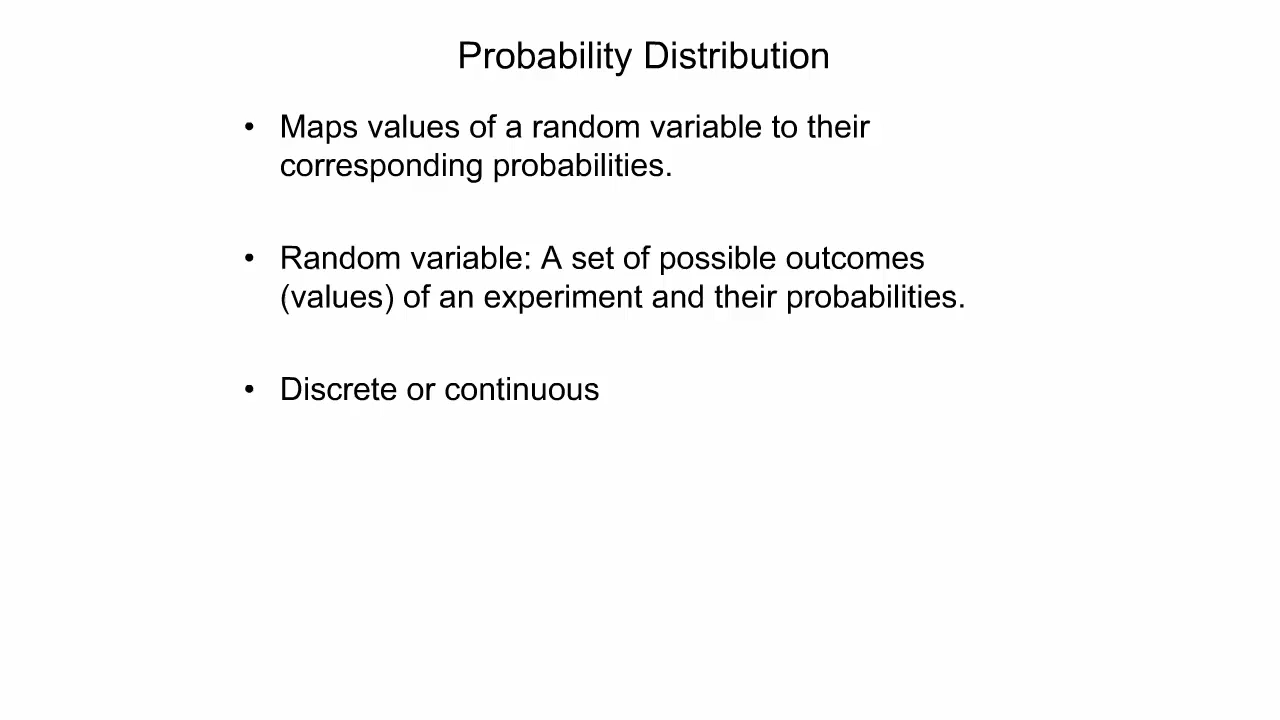 Probability Distribution
• Maps values of a random variable to their
corresponding probabilities.
• Random variable: A set of possible outcomes
(values) of an experiment and their probabilities.
• Discrete or continuous